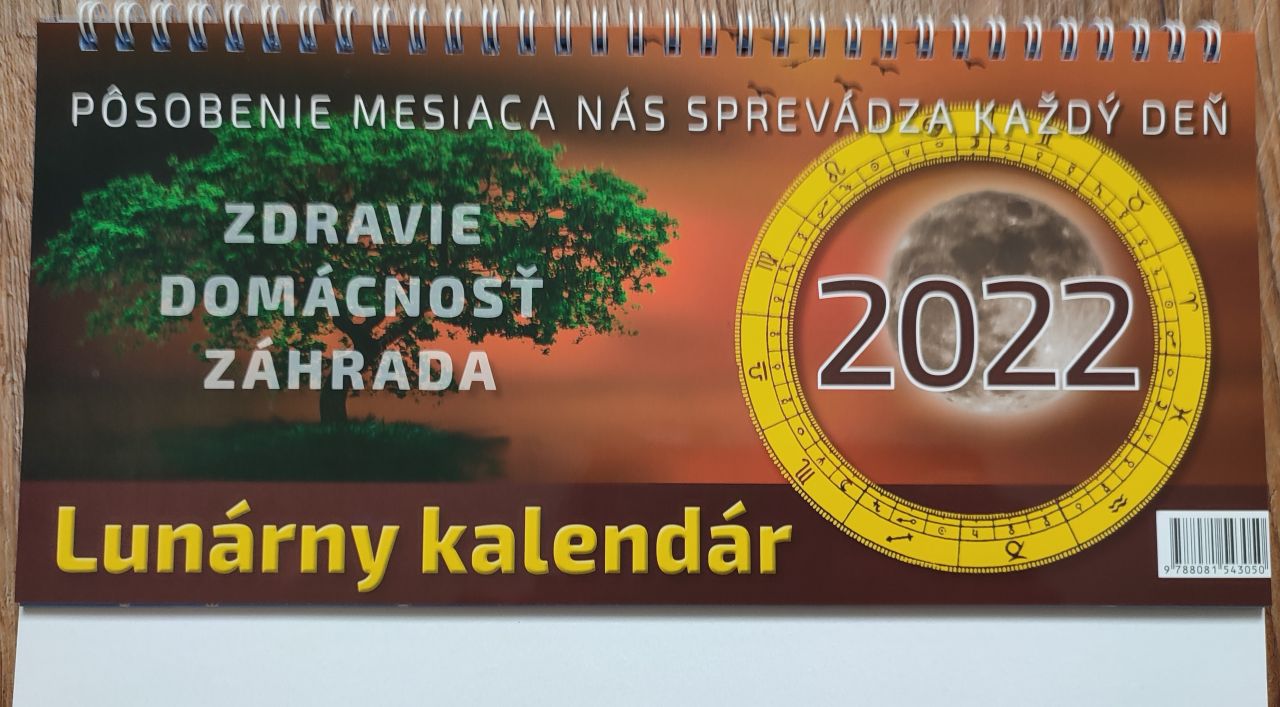 PÔSOBENIE MESIACA NÁS SPREVÁDZA KAŽDÝ DEŇ
ZDRAVIE
DOMÁCNOSŤ
ZÁHRADA
2022
Lunárny kalendár
9 788081 543050